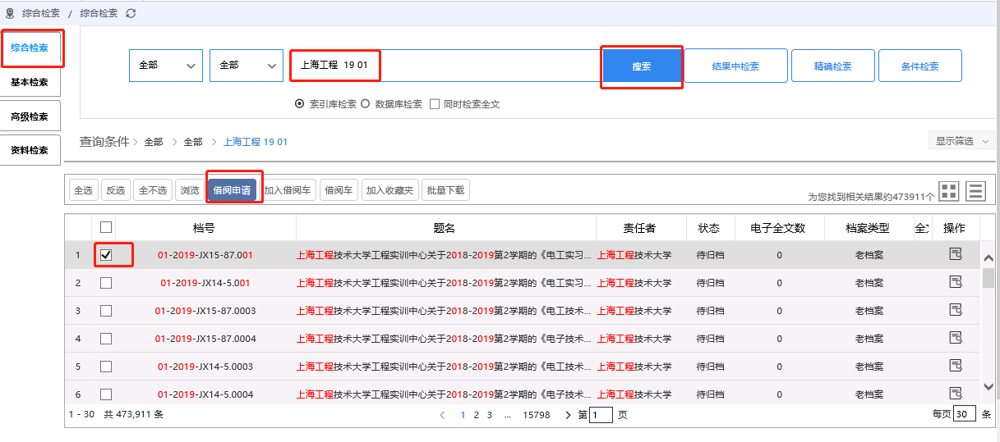 综合检索 / 综合检索
综合检索
基本检索
高级检索
资料检索
全部 全部 上海工程 19 01 搜索 结果中检索 精确检索 条件检索
索引库检索 数据库检索 同时检索全文
查询条件 > 全部 > 全部 > 上海工程 19 01 显示筛选
全选 反选 全不选 浏览 借阅申请 加入借阅车 借阅车 加入收藏夹 批量下载 为您找到相关结果约473911个
档号 题名 责任者 状态 电子全文数 档案类型 操作
1 01-2019-JX15-87.001 上海工程技术大学工程实训中心关于2018-2019第2学期的《电工实习... 上海工程技术大学 待归档 0 老档案
2 01-2019-JX14-5.001 上海工程技术大学工程实训中心关于2018-2019第2学期的《电工实习... 上海工程技术大学 待归档 0 老档案
3 01-2019-JX15-87.0003 上海工程技术大学工程实训中心关于2018-2019第2学期的《电工技术... 上海工程技术大学 待归档 0 老档案
4 01-2019-JX15-87.0004 上海工程技术大学工程实训中心关于2018-2019第2学期的《电子技术... 上海工程技术大学 待归档 0 老档案
5 01-2019-JX14-5.0003 上海工程技术大学工程实训中心关于2018-2019第2学期的《电工技术... 上海工程技术大学 待归档 0 老档案
6 01-2019-JX14-5.0004 上海工程技术大学工程实训中心关于2018-2019第2学期的《电子技术... 上海工程技术大学 待归档 0 老档案
1 - 30 共 473,911 条 < 1 2 3 ... 15798 > 第 1 页 每页 30 条